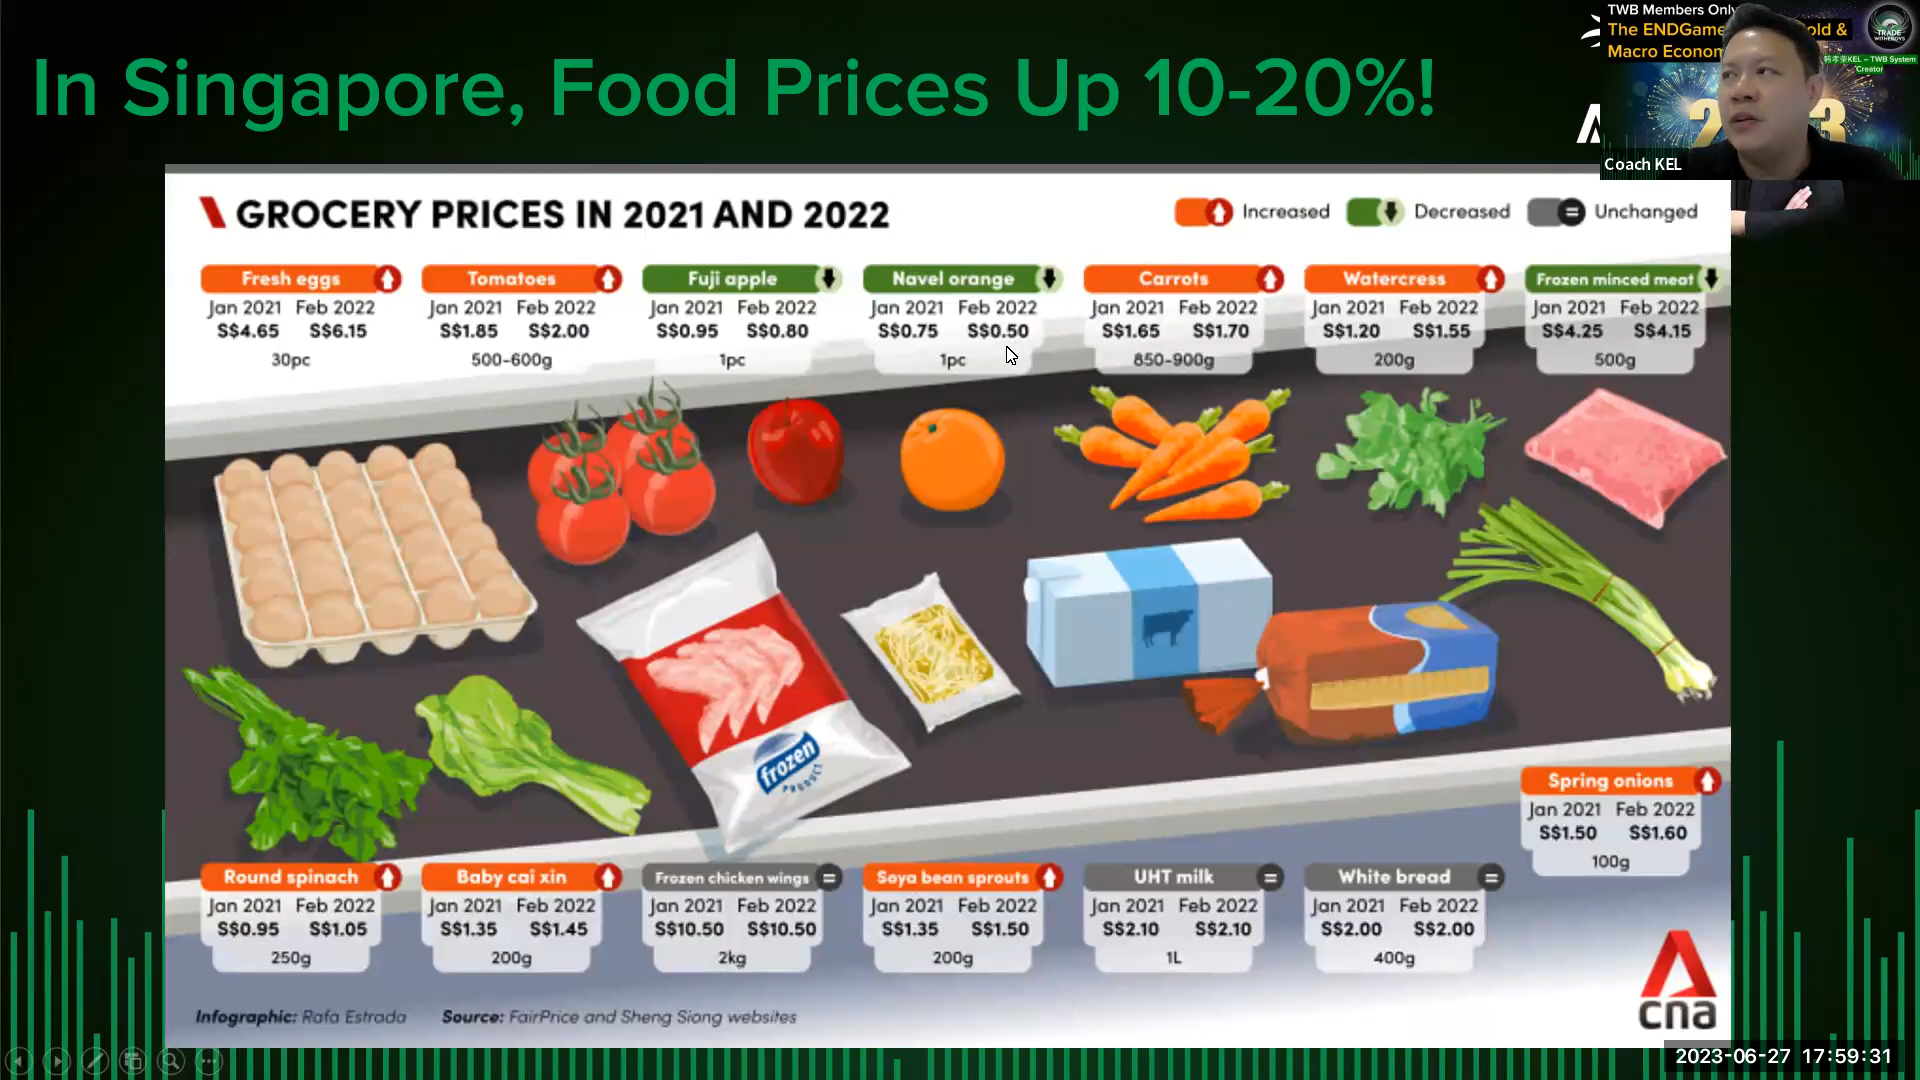 In Singapore, Food Prices Up 10-20%!
TWB Members Only
The ENDGame
old &
Macro Econom
TRADE
WITHEBOYS
KEL – TWB System
Creator
Coach KEL
GROCERY PRICES IN 2021 AND 2022
Increased
Decreased
Unchanged
Fresh eggs
Jan 2021 Feb 2022
S$4.65 S$6.15
30pc
Tomatoes
Jan 2021 Feb 2022
S$1.85 S$2.00
500-600g
Fuji apple
Jan 2021 Feb 2022
S$0.95 S$0.80
1pc
Navel orange
Jan 2021 Feb 2022
S$0.75 S$0.50
1pc
Carrots
Jan 2021 Feb 2022
S$1.65 S$1.70
850-900g
Watercress
Jan 2021 Feb 2022
S$1.20 S$1.55
200g
Frozen minced meat
Jan 2021 Feb 2022
S$4.25 S$4.15
500g
frozen
PRODUCT
Spring onions
Jan 2021 Feb 2022
S$1.50 S$1.60
100g
Round spinach
Jan 2021 Feb 2022
S$0.95 S$1.05
250g
Baby cai xin
Jan 2021 Feb 2022
S$1.35 S$1.45
200g
Frozen chicken wings
Jan 2021 Feb 2022
S$10.50 S$10.50
2kg
Soya bean sprouts
Jan 2021 Feb 2022
S$1.35 S$1.50
200g
UHT milk
Jan 2021 Feb 2022
S$2.10 S$2.10
1L
White bread
Jan 2021 Feb 2022
S$2.00 S$2.00
400g
Infographic: Rafa Estrada
Source: FairPrice and Sheng Siong websites
cna
2023-06-27 17:59:31